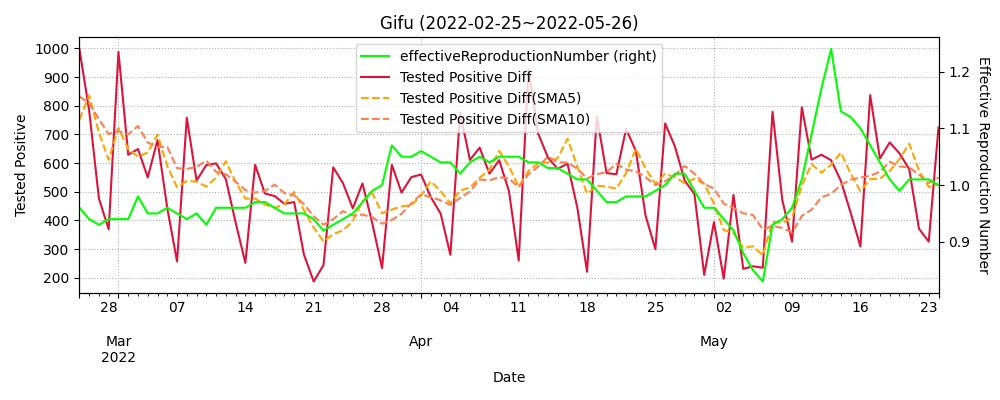 Gifu (2022-02-25~2022-05-26)
effectiveReproductionNumber (right)
Tested Positive Diff
Tested Positive Diff(SMA5)
Tested Positive Diff(SMA10)
Tested Positive
1000
900
800
700
600
500
400
300
200
1.2
1.1
1.0
0.9
Effective Reproduction Number
28 07 14 21 28 04 11 18 25 02 09 16 23
Mar Apr May
2022
Date